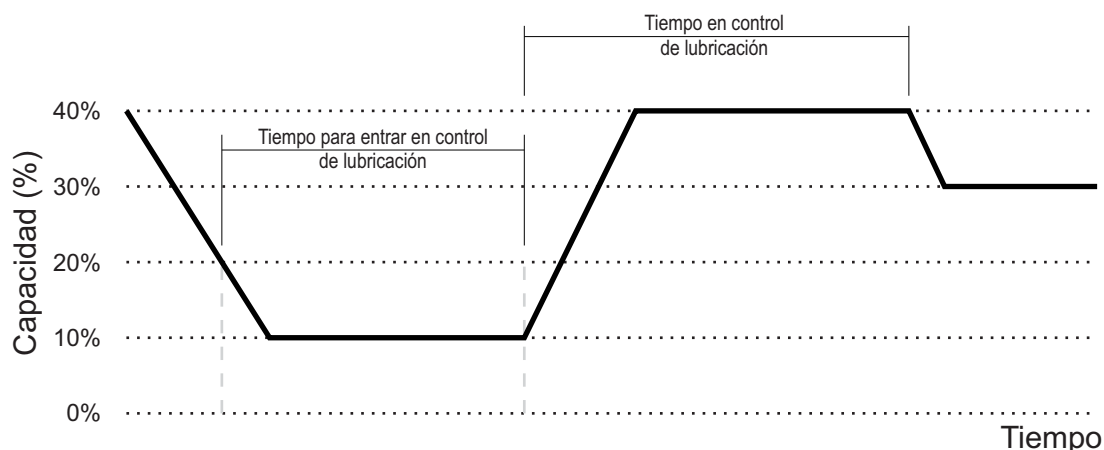 Tiempo en control
de lubricación
40%
Tiempo para entrar en control
de lubricación
30%
20%
10%
0%
Capacidad (%)
Tiempo